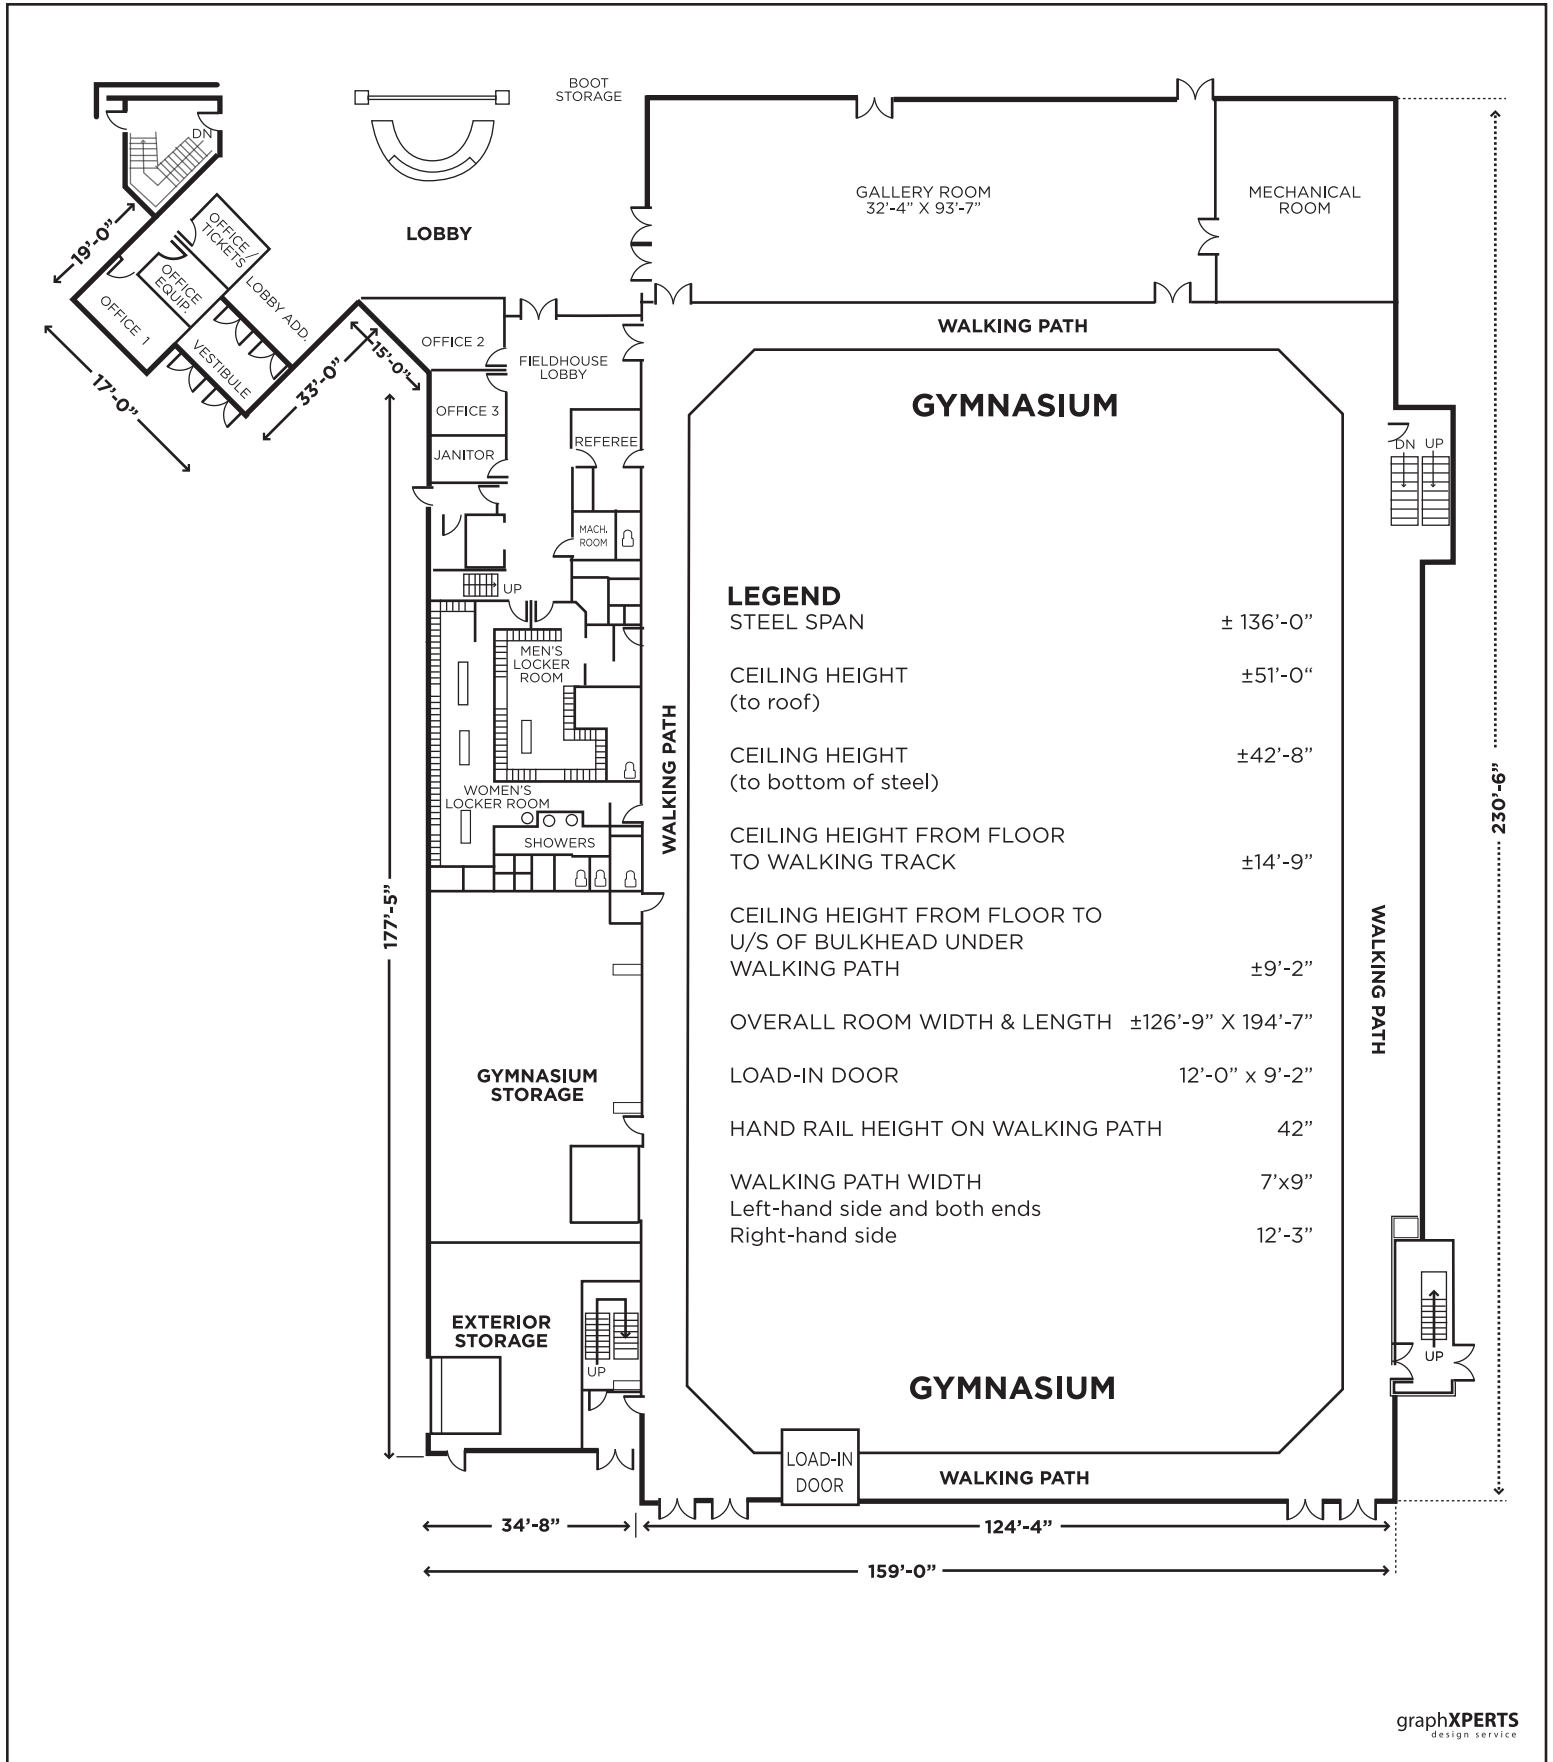 BOOT
STORAGE
DN
GALLERY ROOM
32'-4” X 93'-7”
MECHANICAL
ROOM
LOBBY
19'-0”
OFFICE /
TICKETS
OFFICE
EQUIP.
OFFICE 1
LOBBY ADD.
VESTIBULE
17'-0”
33'-0”
15'-0”
OFFICE 2
FIELDHOUSE
LOBBY
OFFICE 3
JANITOR
REFEREE
MACH.
ROOM
UP
WALKING PATH
GYMNASIUM
DN UP
LEGEND
STEEL SPAN ± 136'-0”
CEILING HEIGHT ±51'-0“
(to roof)
CEILING HEIGHT ±42'-8”
(to bottom of steel)
CEILING HEIGHT FROM FLOOR
TO WALKING TRACK ±14'-9”
CEILING HEIGHT FROM FLOOR TO
U/S OF BULKHEAD UNDER
WALKING PATH ±9'-2”
OVERALL ROOM WIDTH & LENGTH ±126'-9” X 194'-7”
LOAD-IN DOOR 12'-0” x 9'-2”
HAND RAIL HEIGHT ON WALKING PATH 42”
WALKING PATH WIDTH 7'x9”
Left-hand side and both ends
Right-hand side 12'-3”
MEN'S
LOCKER
ROOM
WOMEN'S
LOCKER ROOM
SHOWERS
WALKING PATH
WALKING PATH
230'-6”
177'-5”
GYMNASIUM
STORAGE
EXTERIOR
STORAGE
UP
UP
GYMNASIUM
LOAD-IN
DOOR
WALKING PATH
34'-8”
124'-4”
159'-0”
graphXPERTS
design service